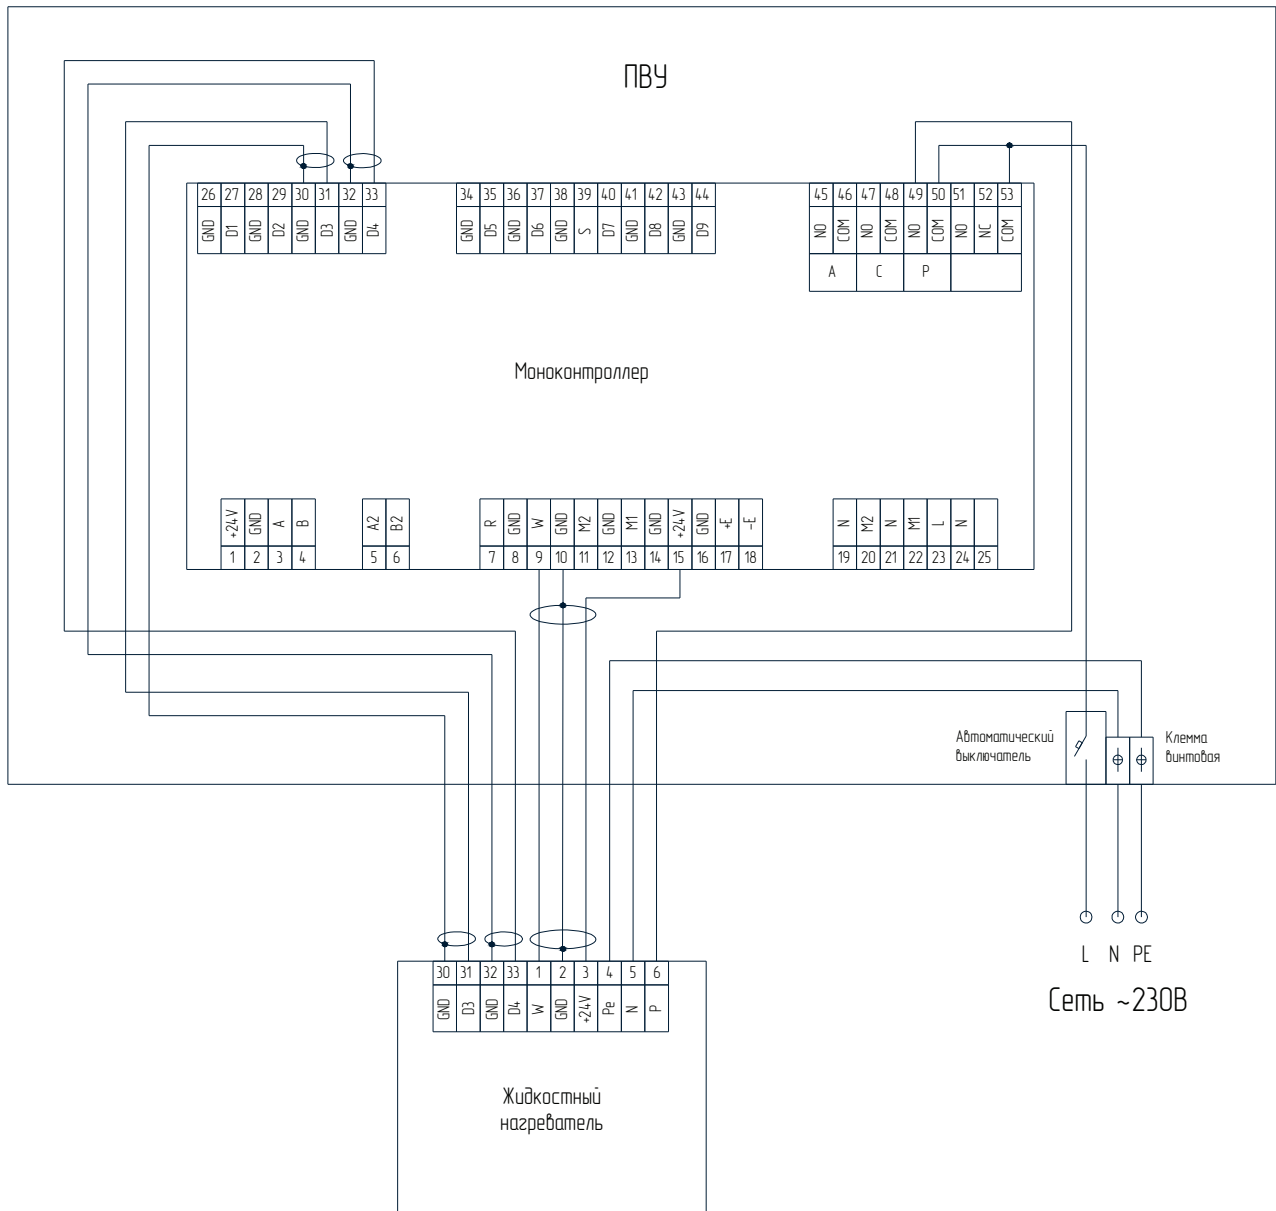 ПВУ
26 27 28 29 30 31 32 33
GND D1 GND D2 GND D3 GND D4
34 35 36 37 38 39 40 41 42 43 44
GND D5 GND D6 GND S D7 GND D8 GND D9
45 46 47 48 49 50 51 52 53
NO COM NO COM NO COM NO NC COM
A C P
Моноконтроллер
+24V GND A B
1 2 3 4
A2 B2
5 6
R GND W GND M2 GND M1 GND +24V GND +E -E
7 8 9 10 11 12 13 14 15 16 17 18
N M2 N M1 L N
19 20 21 22 23 24 25
Автоматический
выключатель
Клемма
винтовая
L N PE
Сеть ~230В
30 31 32 33 1 2 3 4 5 6
GND D3 GND D4 W GND +24V Pe N P
Жидкостный
нагреватель